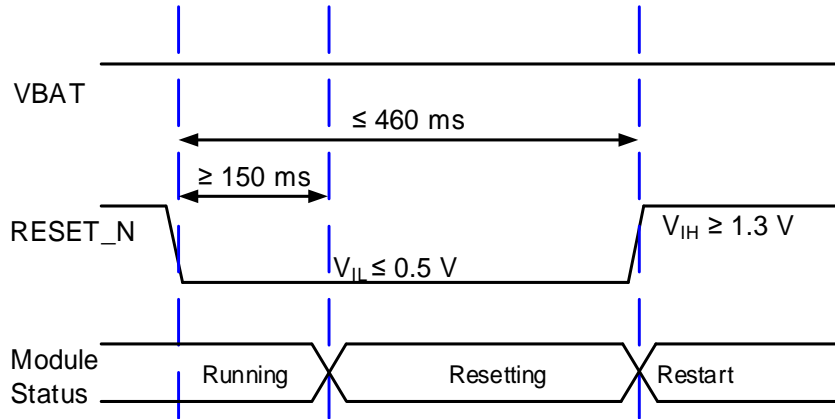 VBAT
≤ 460 ms
≥ 150 ms
RESET_N
VIH ≥ 1.3 V
VIL ≤ 0.5 V
Module
Status
Running
Resetting
Restart